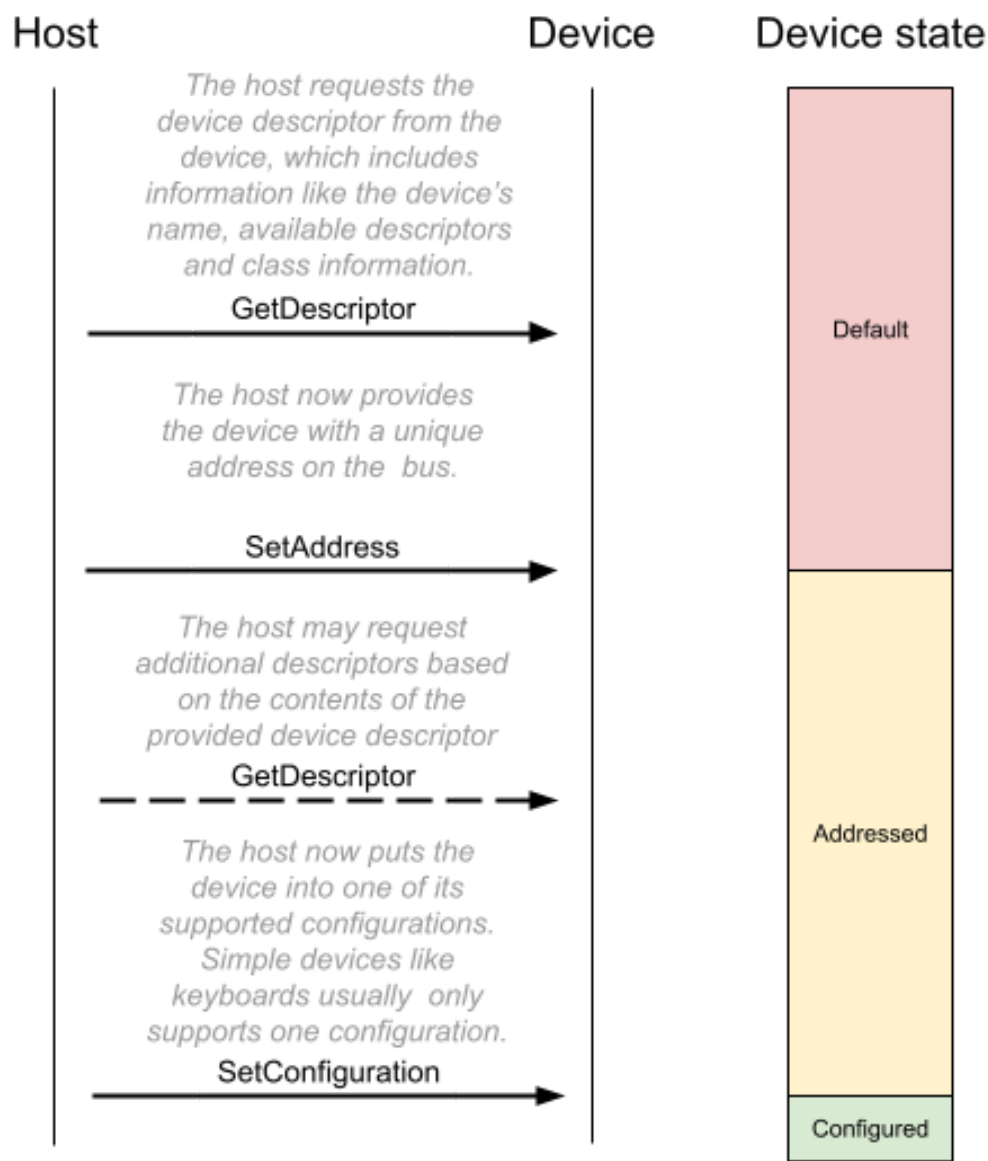 Host
Device
Device state
The host requests the
device descriptor from the
device, which includes
information like the device's
name, available descriptors
and class information.
GetDescriptor
Default
The host now provides
the device with a unique
address on the bus.
SetAddress
The host may request
additional descriptors based
on the contents of the
provided device descriptor
GetDescriptor
Addressed
The host now puts the
device into one of its
supported configurations.
Simple devices like
keyboards usually only
supports one configuration.
SetConfiguration
Configured